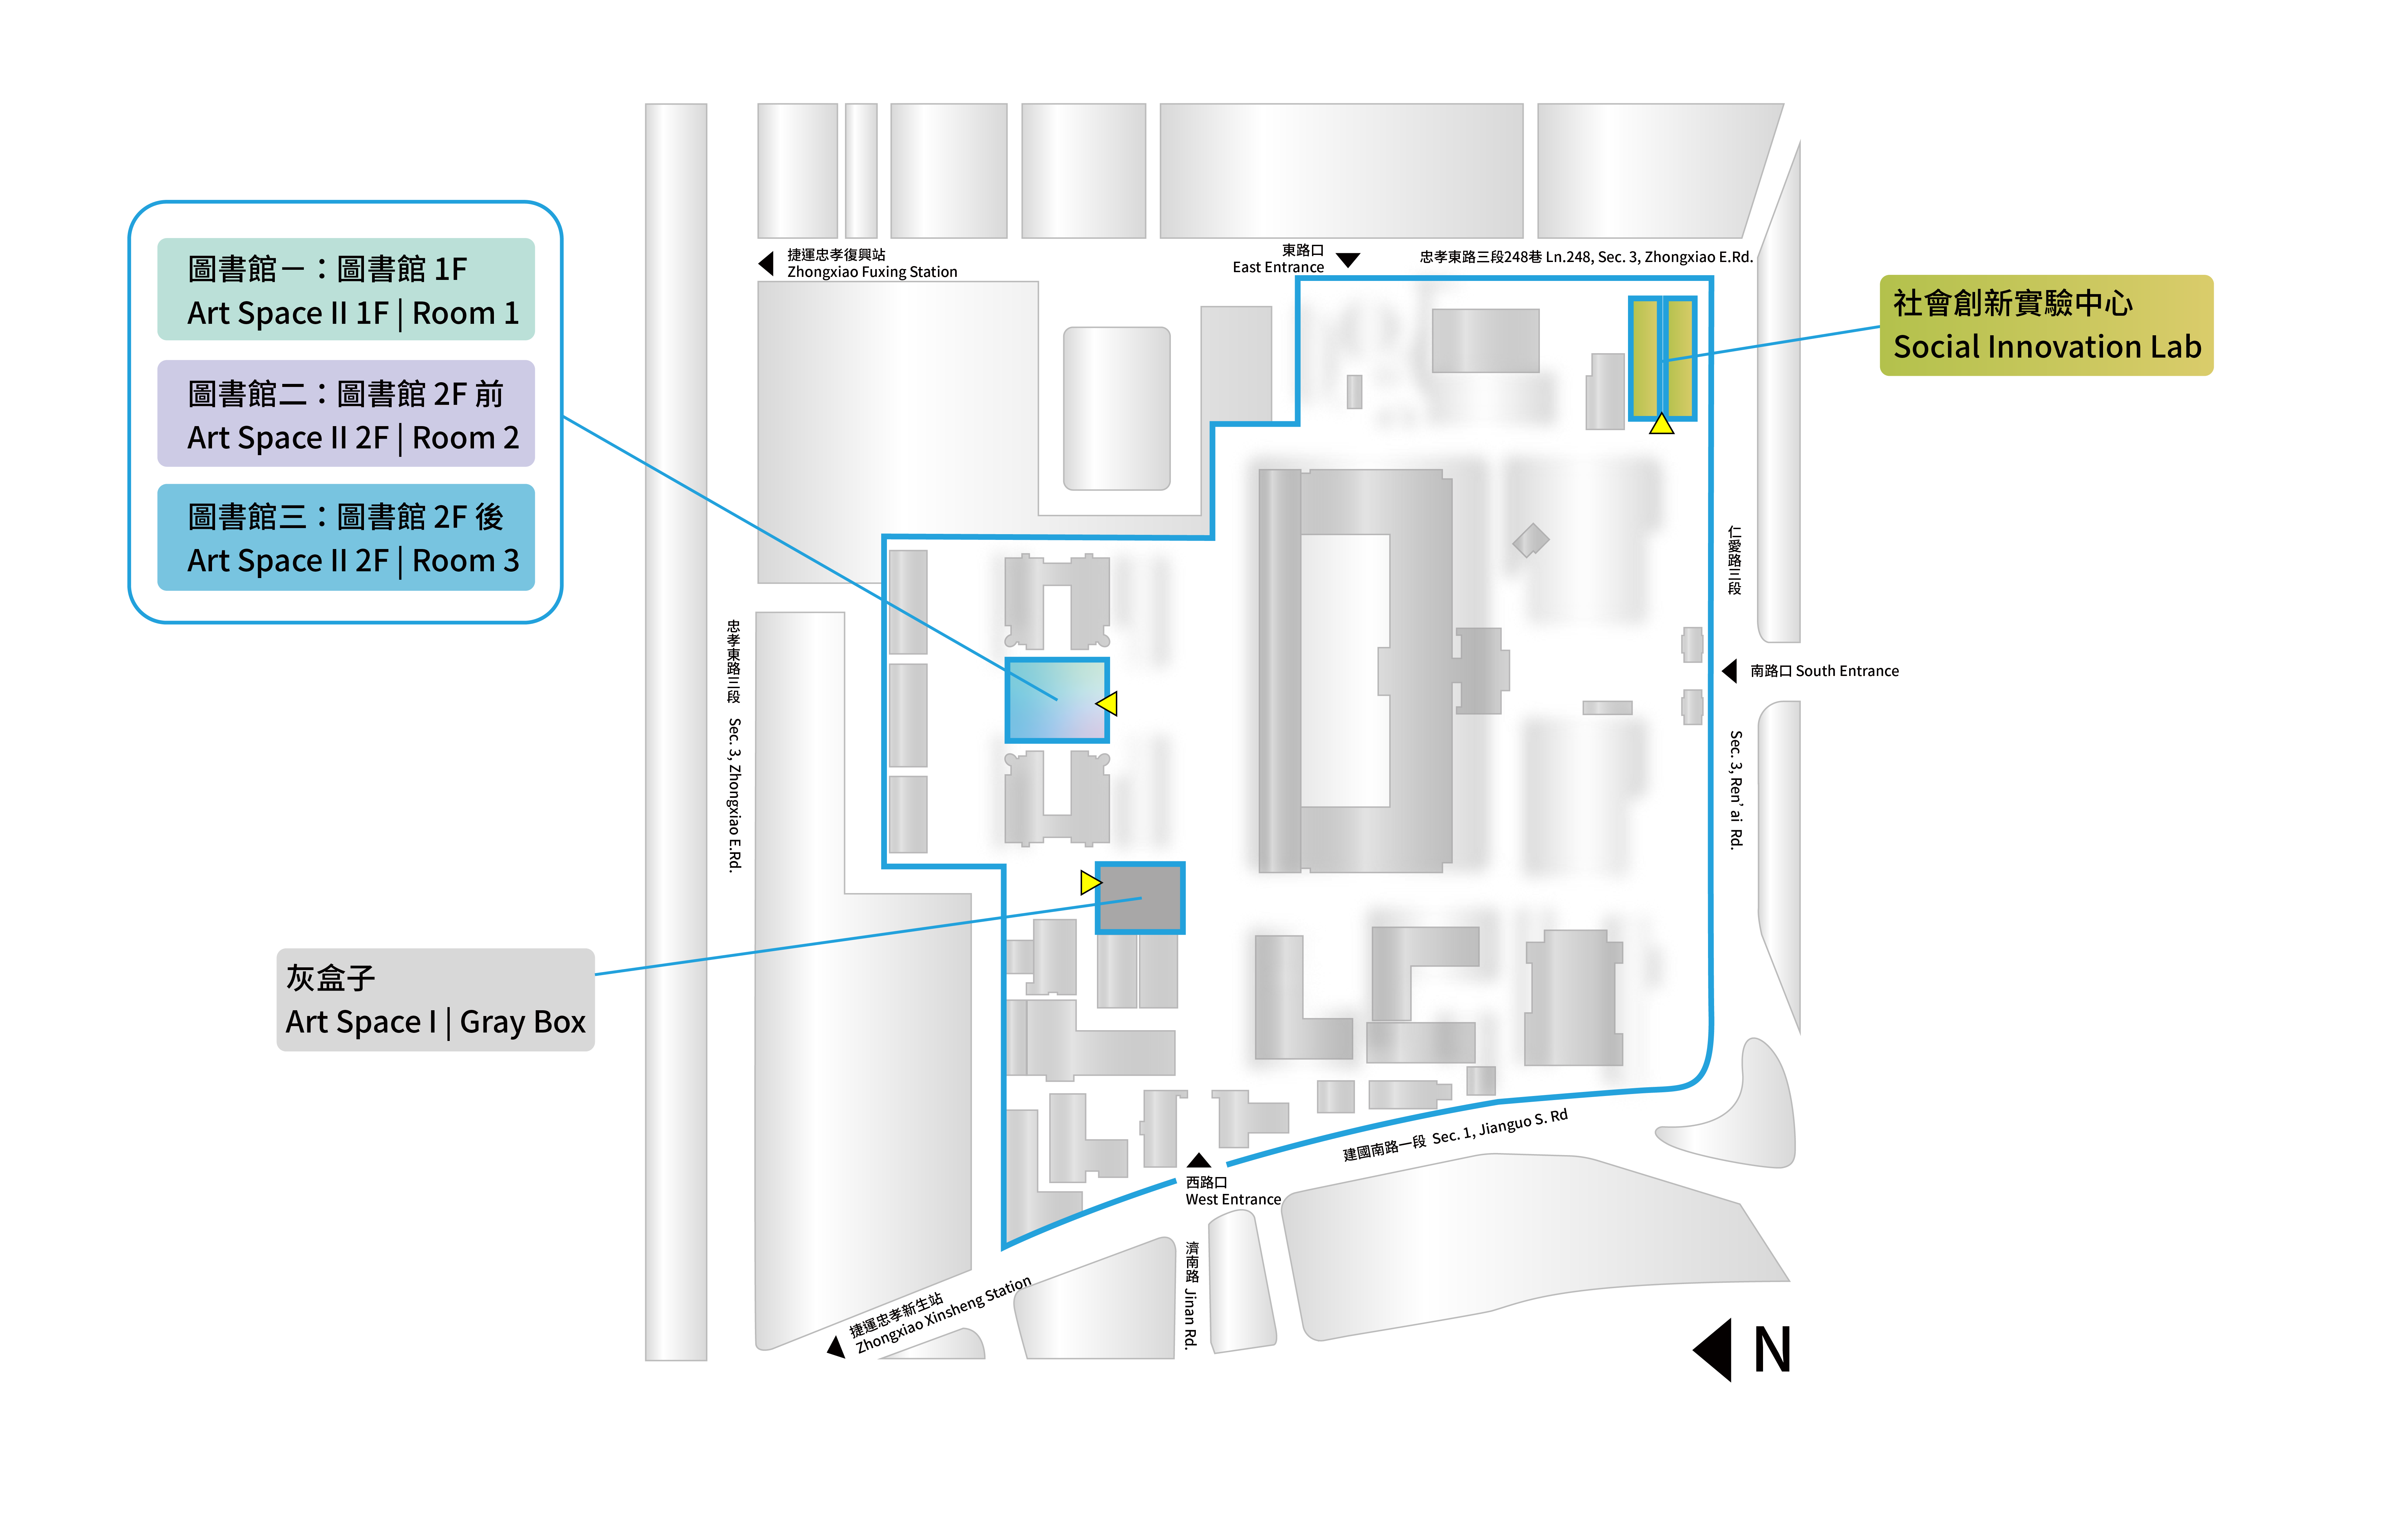 捷運忠孝復興站
Zhongxiao Fuxing Station
東路口
East Entrance
忠孝東路三段248巷 Ln.248, Sec. 3, Zhongxiao E.Rd.
圖書館一：圖書館 1F
Art Space II 1F | Room 1
圖書館二：圖書館 2F 前
Art Space II 2F | Room 2
圖書館三：圖書館 2F 後
Art Space II 2F | Room 3
社會創新實驗中心
Social Innovation Lab
仁愛路三段
Sec. 3, Ren' ai Rd.
南路口 South Entrance
忠孝東路三段 Sec. 3, Zhongxiao E.Rd.
灰盒子
Art Space I | Gray Box
建國南路一段 Sec. 1, Jianguo S. Rd
西路口
West Entrance
濟南路 Jinan Rd.
捷運忠孝新生站
Zhongxiao Xinsheng Station
N